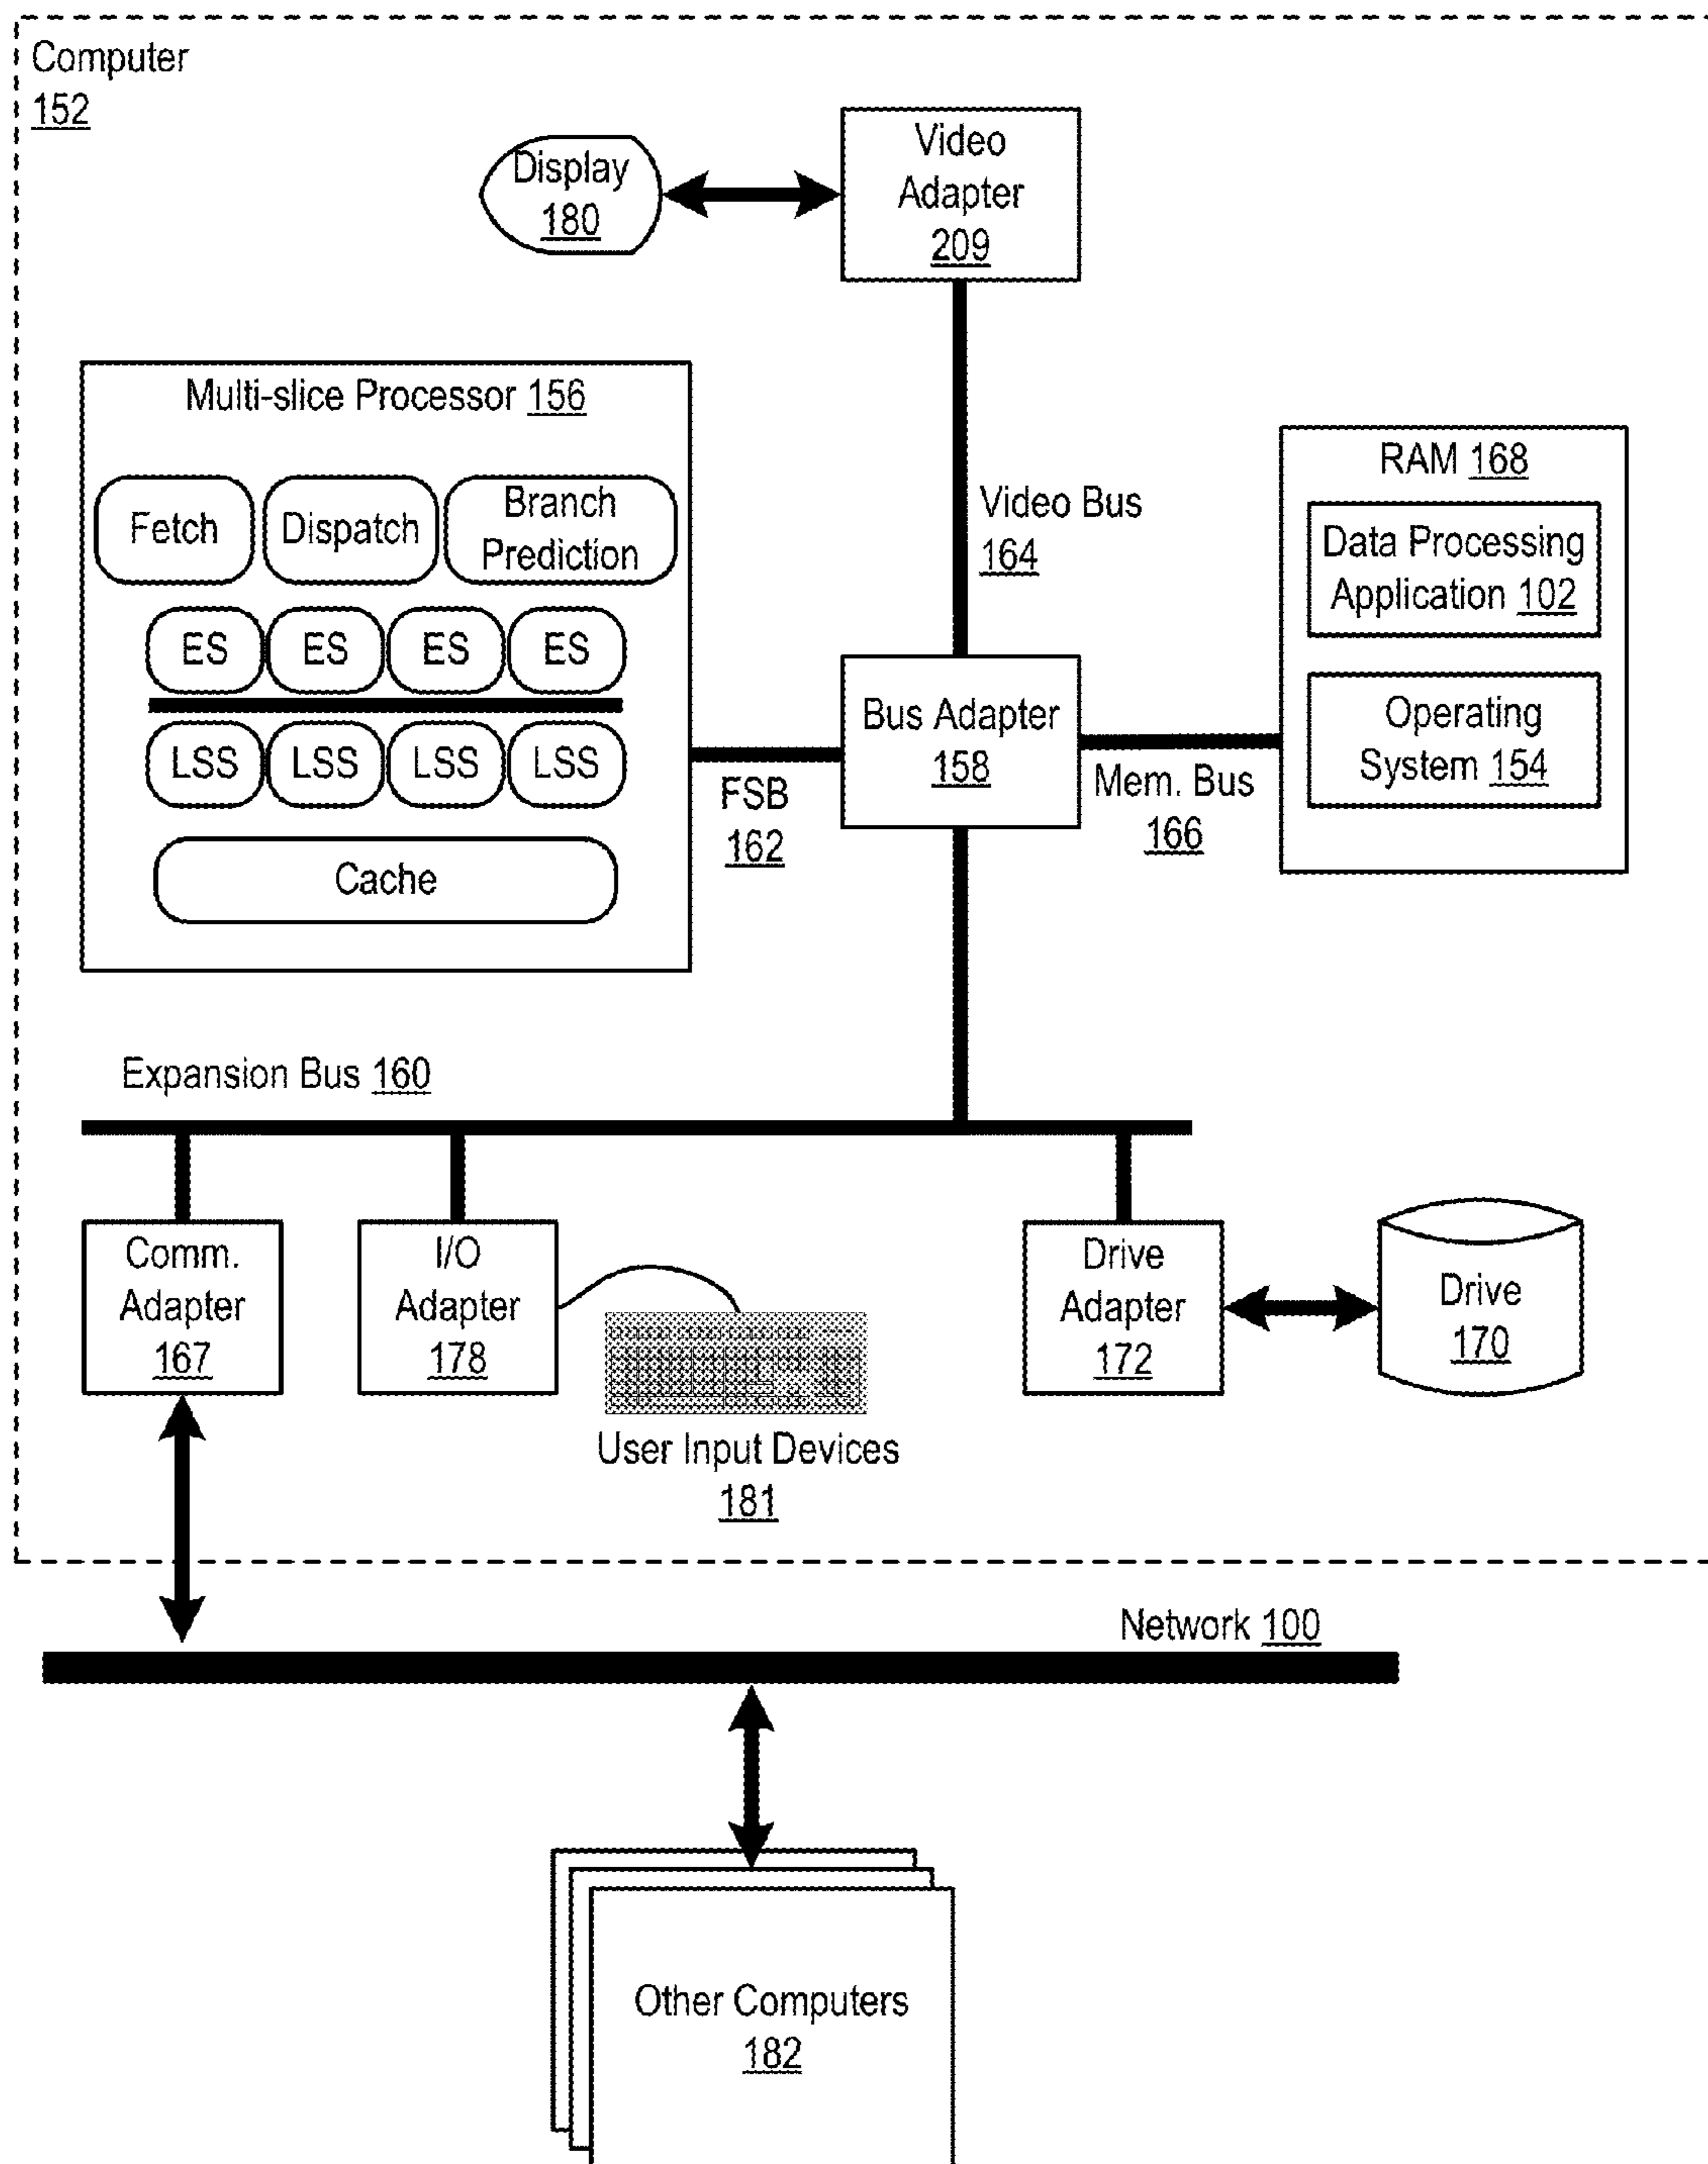 Computer
152
Display
180
Video
Adapter
209
Multi-slice Processor 156
Fetch
Dispatch
Branch
Prediction
ES
ES
ES
ES
LSS
LSS
LSS
LSS
Cache
Video Bus
164
RAM 168
Data Processing
Application 102
Operating
System 154
Bus Adapter
158
FSB
162
Mem. Bus
166
Expansion Bus 160
Comm.
Adapter
167
I/O
Adapter
178
User Input Devices
181
Drive
Adapter
172
Drive
170
Network 100
Other Computers
182